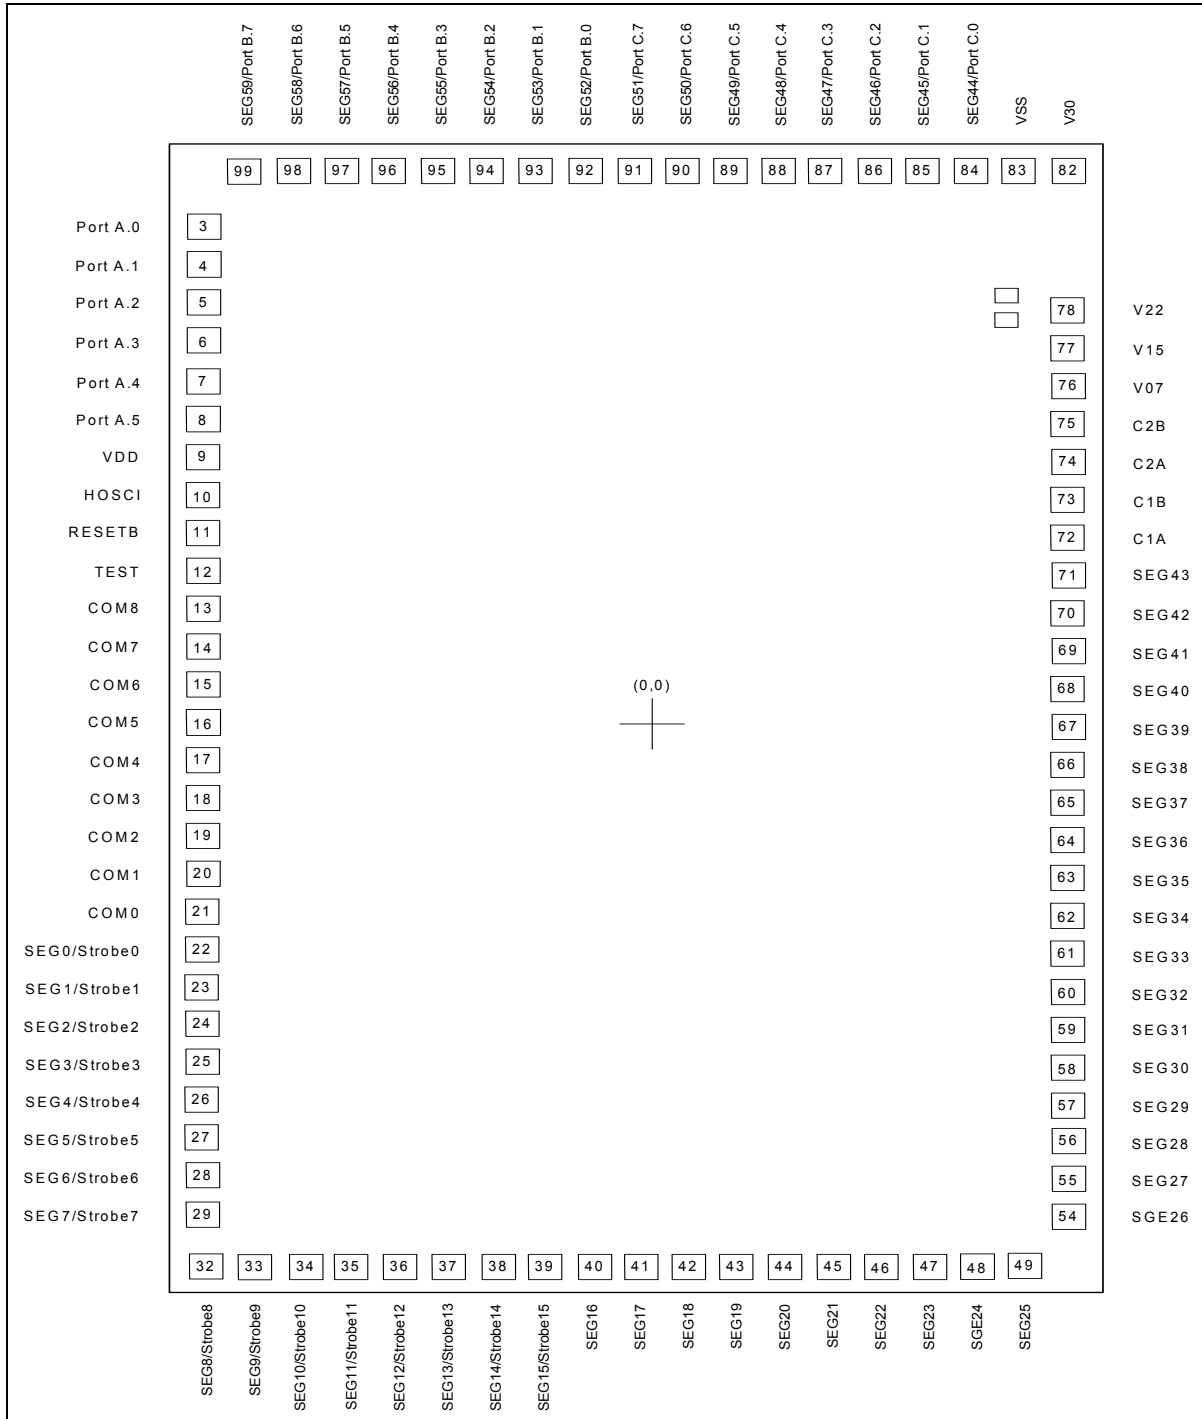 SEG59/Port B.7
SEG58/Port B.6
SEG57/Port B.5
SEG56/Port B.4
SEG55/Port B.3
SEG54/Port B.2
SEG53/Port B.1
SEG52/Port B.0
SEG51/Port C.7
SEG50/Port C.6
SEG49/Port C.5
SEG48/Port C.4
SEG47/Port C.3
SEG46/Port C.2
SEG45/Port C.1
SEG44/Port C.0
VSS
V30
99 98 97 96 95 94 93 92 91 90 89 88 87 86 85 84 83 82
Port A.0 3
Port A.1 4
Port A.2 5
78 V22
Port A.3 6
77 V15
Port A.4 7
76 V07
Port A.5 8
75 C2B
VDD 9
74 C2A
HOSCI 10
73 C1B
RESETB 11
72 C1A
TEST 12
71 SEG43
COM8 13
70 SEG42
COM7 14
69 SEG41
COM6 15
(0,0)
68 SEG40
COM5 16
67 SEG39
COM4 17
66 SEG38
COM3 18
65 SEG37
COM2 19
64 SEG36
COM1 20
63 SEG35
COM0 21
62 SEG34
SEG0/Strobe0 22
61 SEG33
SEG1/Strobe1 23
60 SEG32
SEG2/Strobe2 24
59 SEG31
SEG3/Strobe3 25
58 SEG30
SEG4/Strobe4 26
57 SEG29
SEG5/Strobe5 27
56 SEG28
SEG6/Strobe6 28
55 SEG27
SEG7/Strobe7 29
54 SGE26
32 33 34 35 36 37 38 39 40 41 42 43 44 45 46 47 48 49
SEG8/Strobe8
SEG9/Strobe9
SEG10/Strobe10
SEG11/Strobe11
SEG12/Strobe12
SEG13/Strobe13
SEG14/Strobe14
SEG15/Strobe15
SEG16
SEG17
SEG18
SEG19
SEG20
SEG21
SEG22
SEG23
SGE24
SEG25